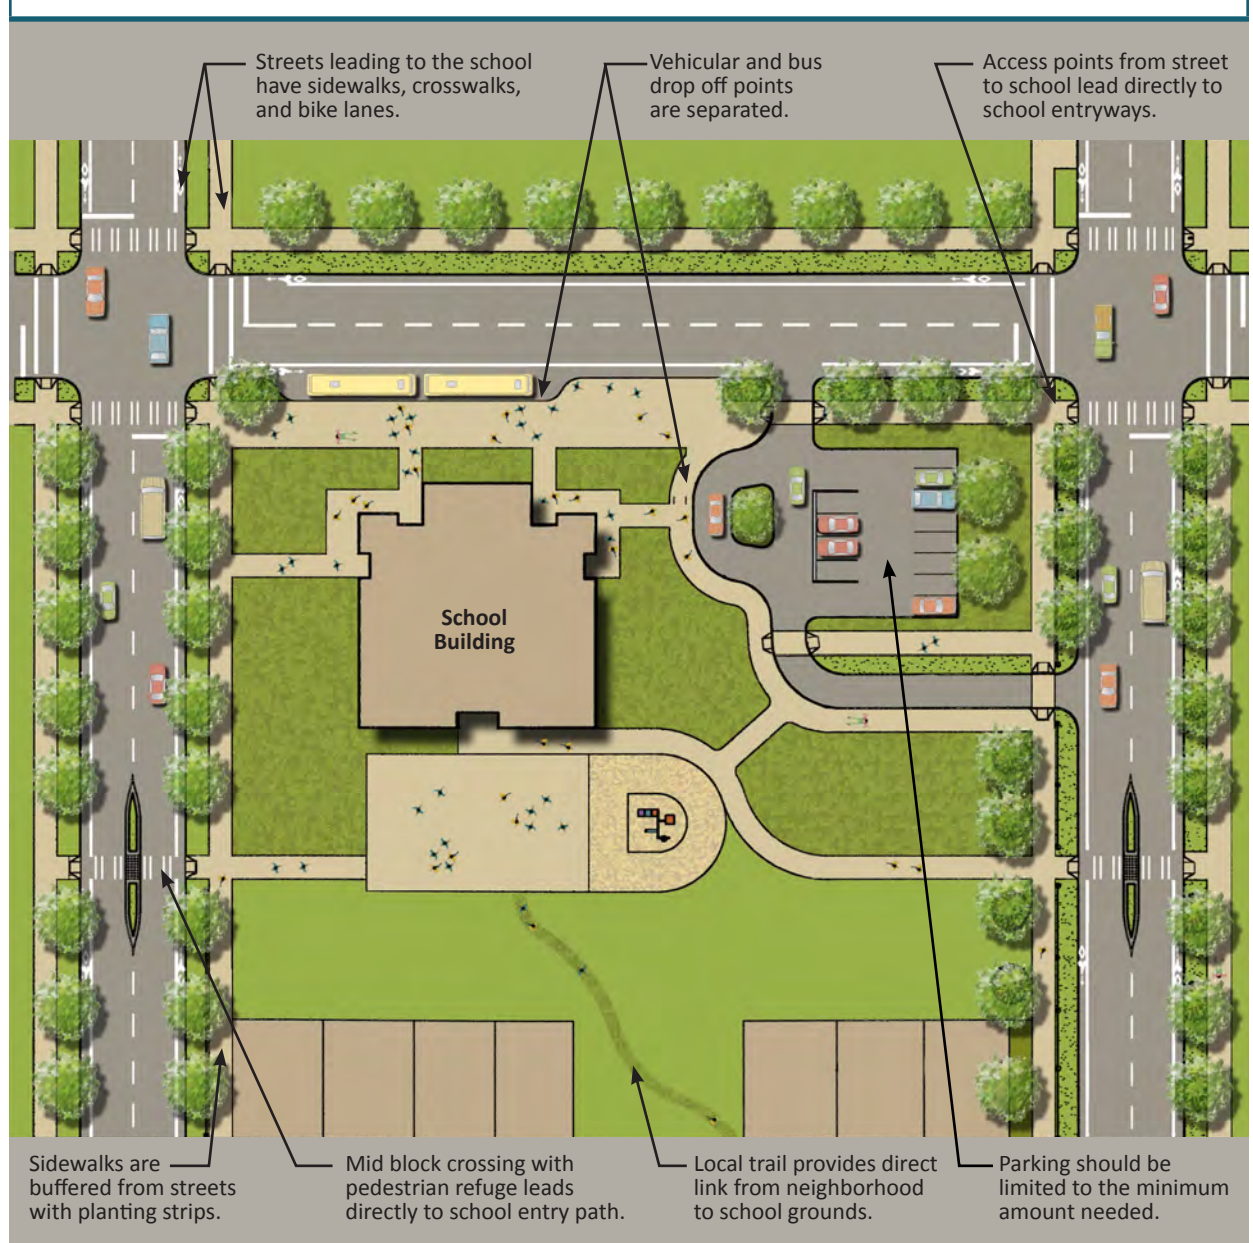 Streets leading to the school
have sidewalks, crosswalks,
and bike lanes.
Vehicular and bus
drop off points
are separated.
Access points from street
to school lead directly to
school entryways.
School
Building
Sidewalks are
buffered from streets
with planting strips.
Mid block crossing with
pedestrian refuge leads
directly to school entry path.
Local trail provides direct
link from neighborhood
to school grounds.
Parking should be
limited to the minimum
amount needed.